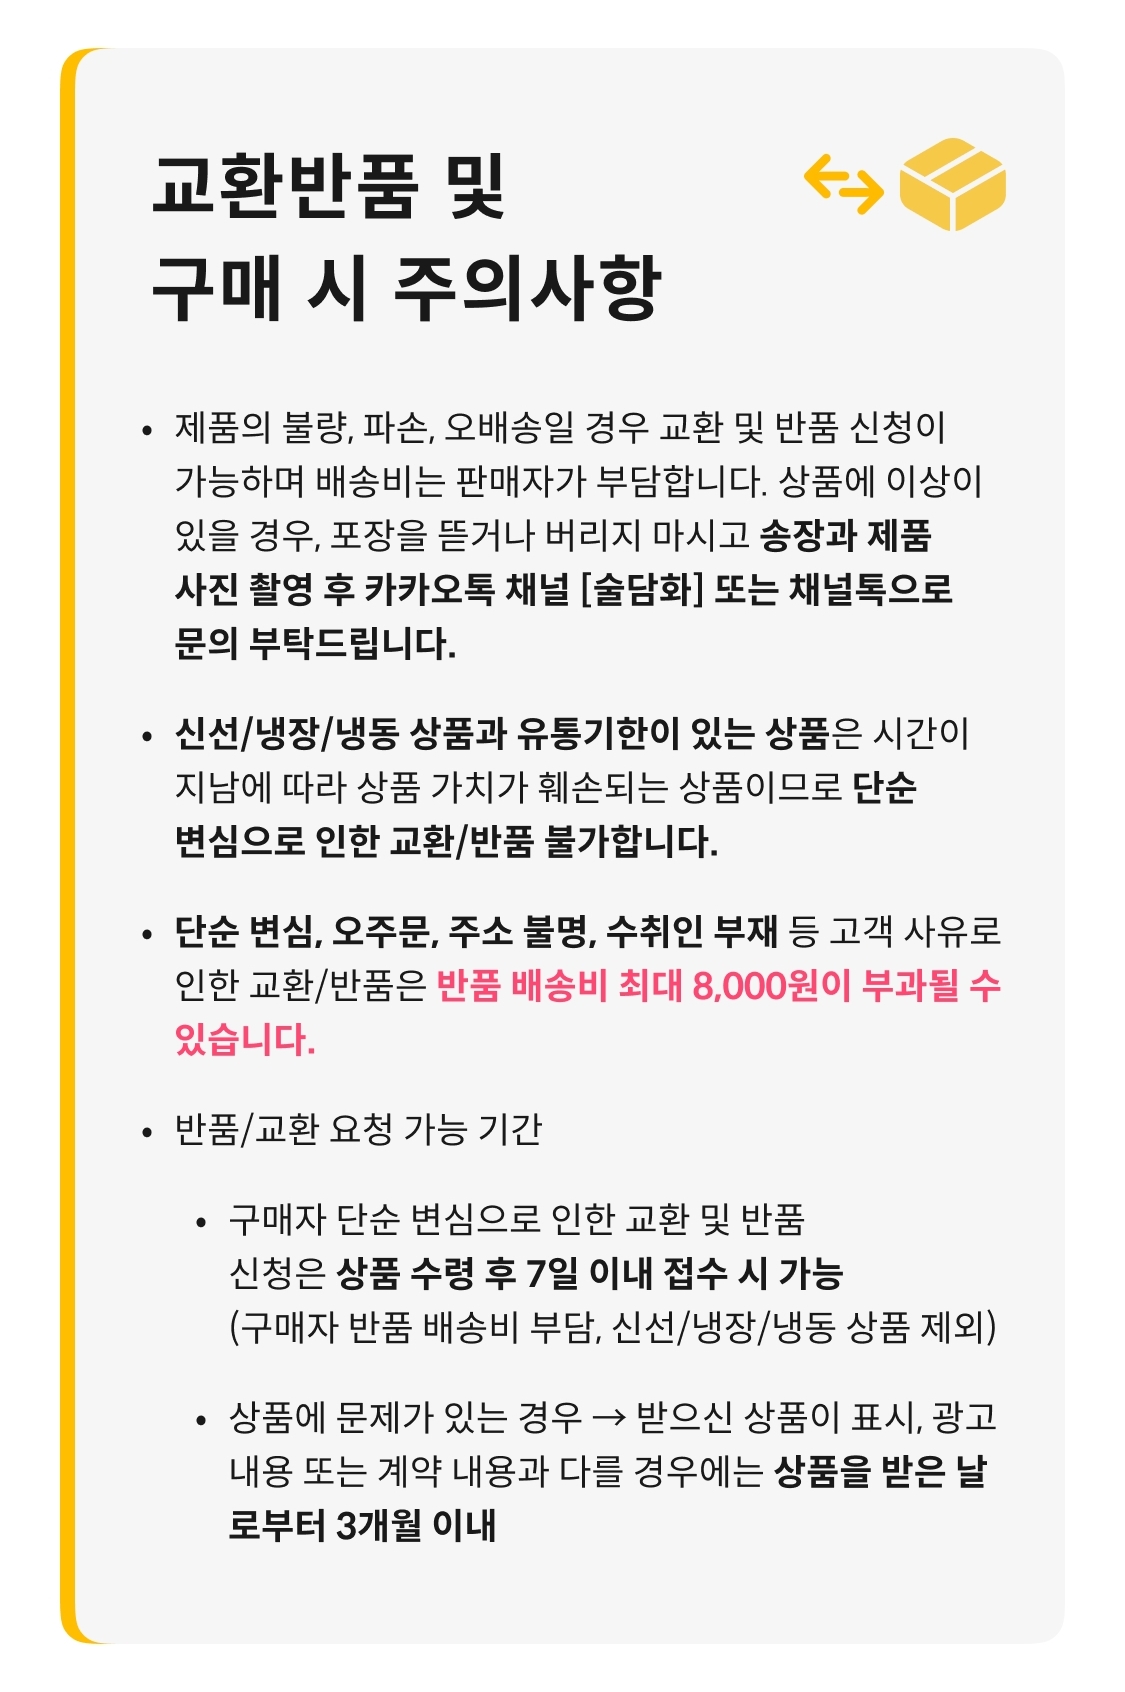 교환반품 및
구매 시 주의사항
• 제품의 불량, 파손, 오배송일 경우 교환 및 반품 신청이
가능하며 배송비는 판매자가 부담합니다. 상품에 이상이
있을 경우, 포장을 뜯거나 버리지 마시고 송장과 제품
사진 촬영 후 카카오톡 채널 [술담화] 또는 채널톡으로
문의 부탁드립니다.
• 신선/냉장/냉동 상품과 유통기한이 있는 상품은 시간이
지남에 따라 상품 가치가 훼손되는 상품이므로 단순
변심으로 인한 교환/반품 불가합니다.
• 단순 변심, 오주문, 주소 불명, 수취인 부재 등 고객 사유로
인한 교환/반품은 반품 배송비 최대 8,000원이 부과될 수
있습니다.
• 반품/교환 요청 가능 기간
• 구매자 단순 변심으로 인한 교환 및 반품
신청은 상품 수령 후 7일 이내 접수 시 가능
(구매자 반품 배송비 부담, 신선/냉장/냉동 상품 제외)
• 상품에 문제가 있는 경우 → 받으신 상품이 표시, 광고
내용 또는 계약 내용과 다를 경우에는 상품을 받은 날
로부터 3개월 이내